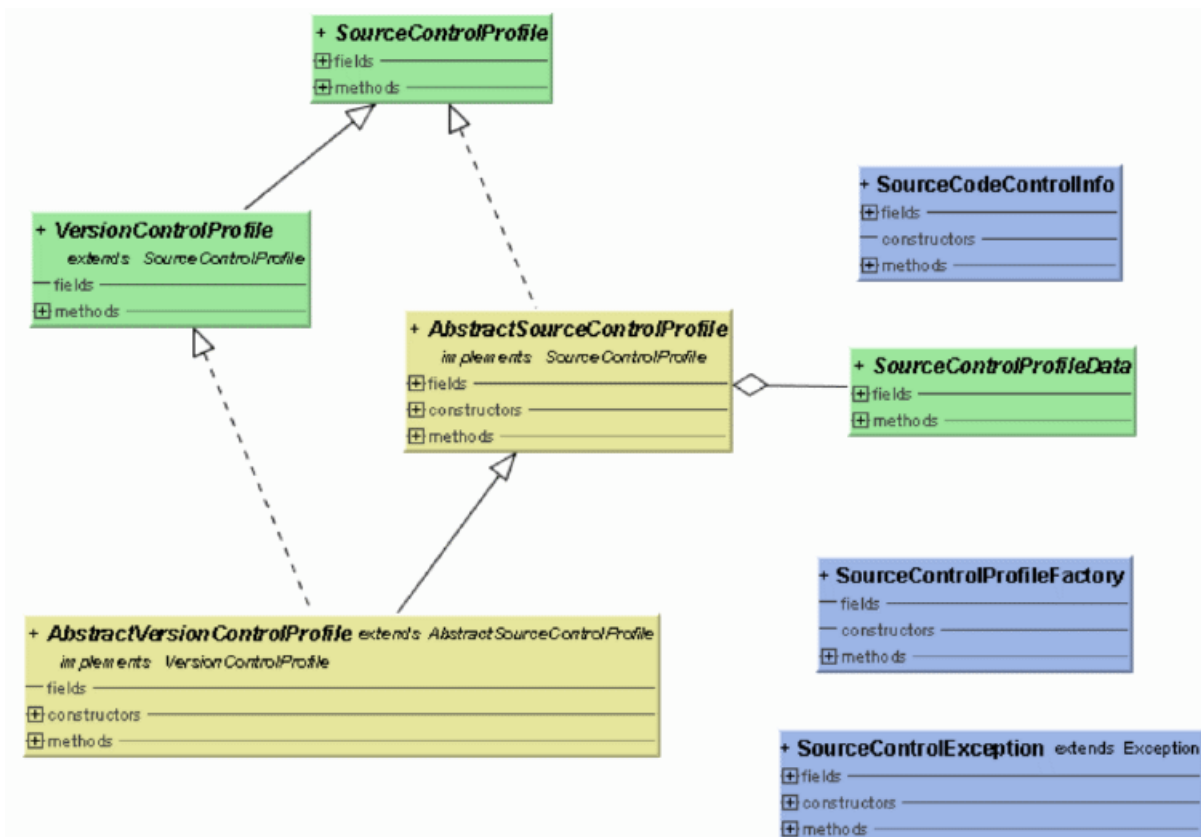 + SourceControlProfile
+ fields
+ methods
+ VersionControlProfile
extends SourceControlProfile
fields
+ methods
+ SourceCodeControlInfo
+ fields
constructors
+ methods
+ AbstractSourceControlProfile
implements SourceControlProfile
+ fields
+ constructors
+ methods
+ SourceControlProfileData
+ fields
+ methods
+ SourceControlProfileFactory
fields
constructors
+ methods
+ AbstractVersionControlProfile extends AbstractSourceControlProfile
implements VersionControlProfile
fields
+ constructors
+ methods
+ SourceControlException extends Exception
+ fields
+ constructors
+ methods